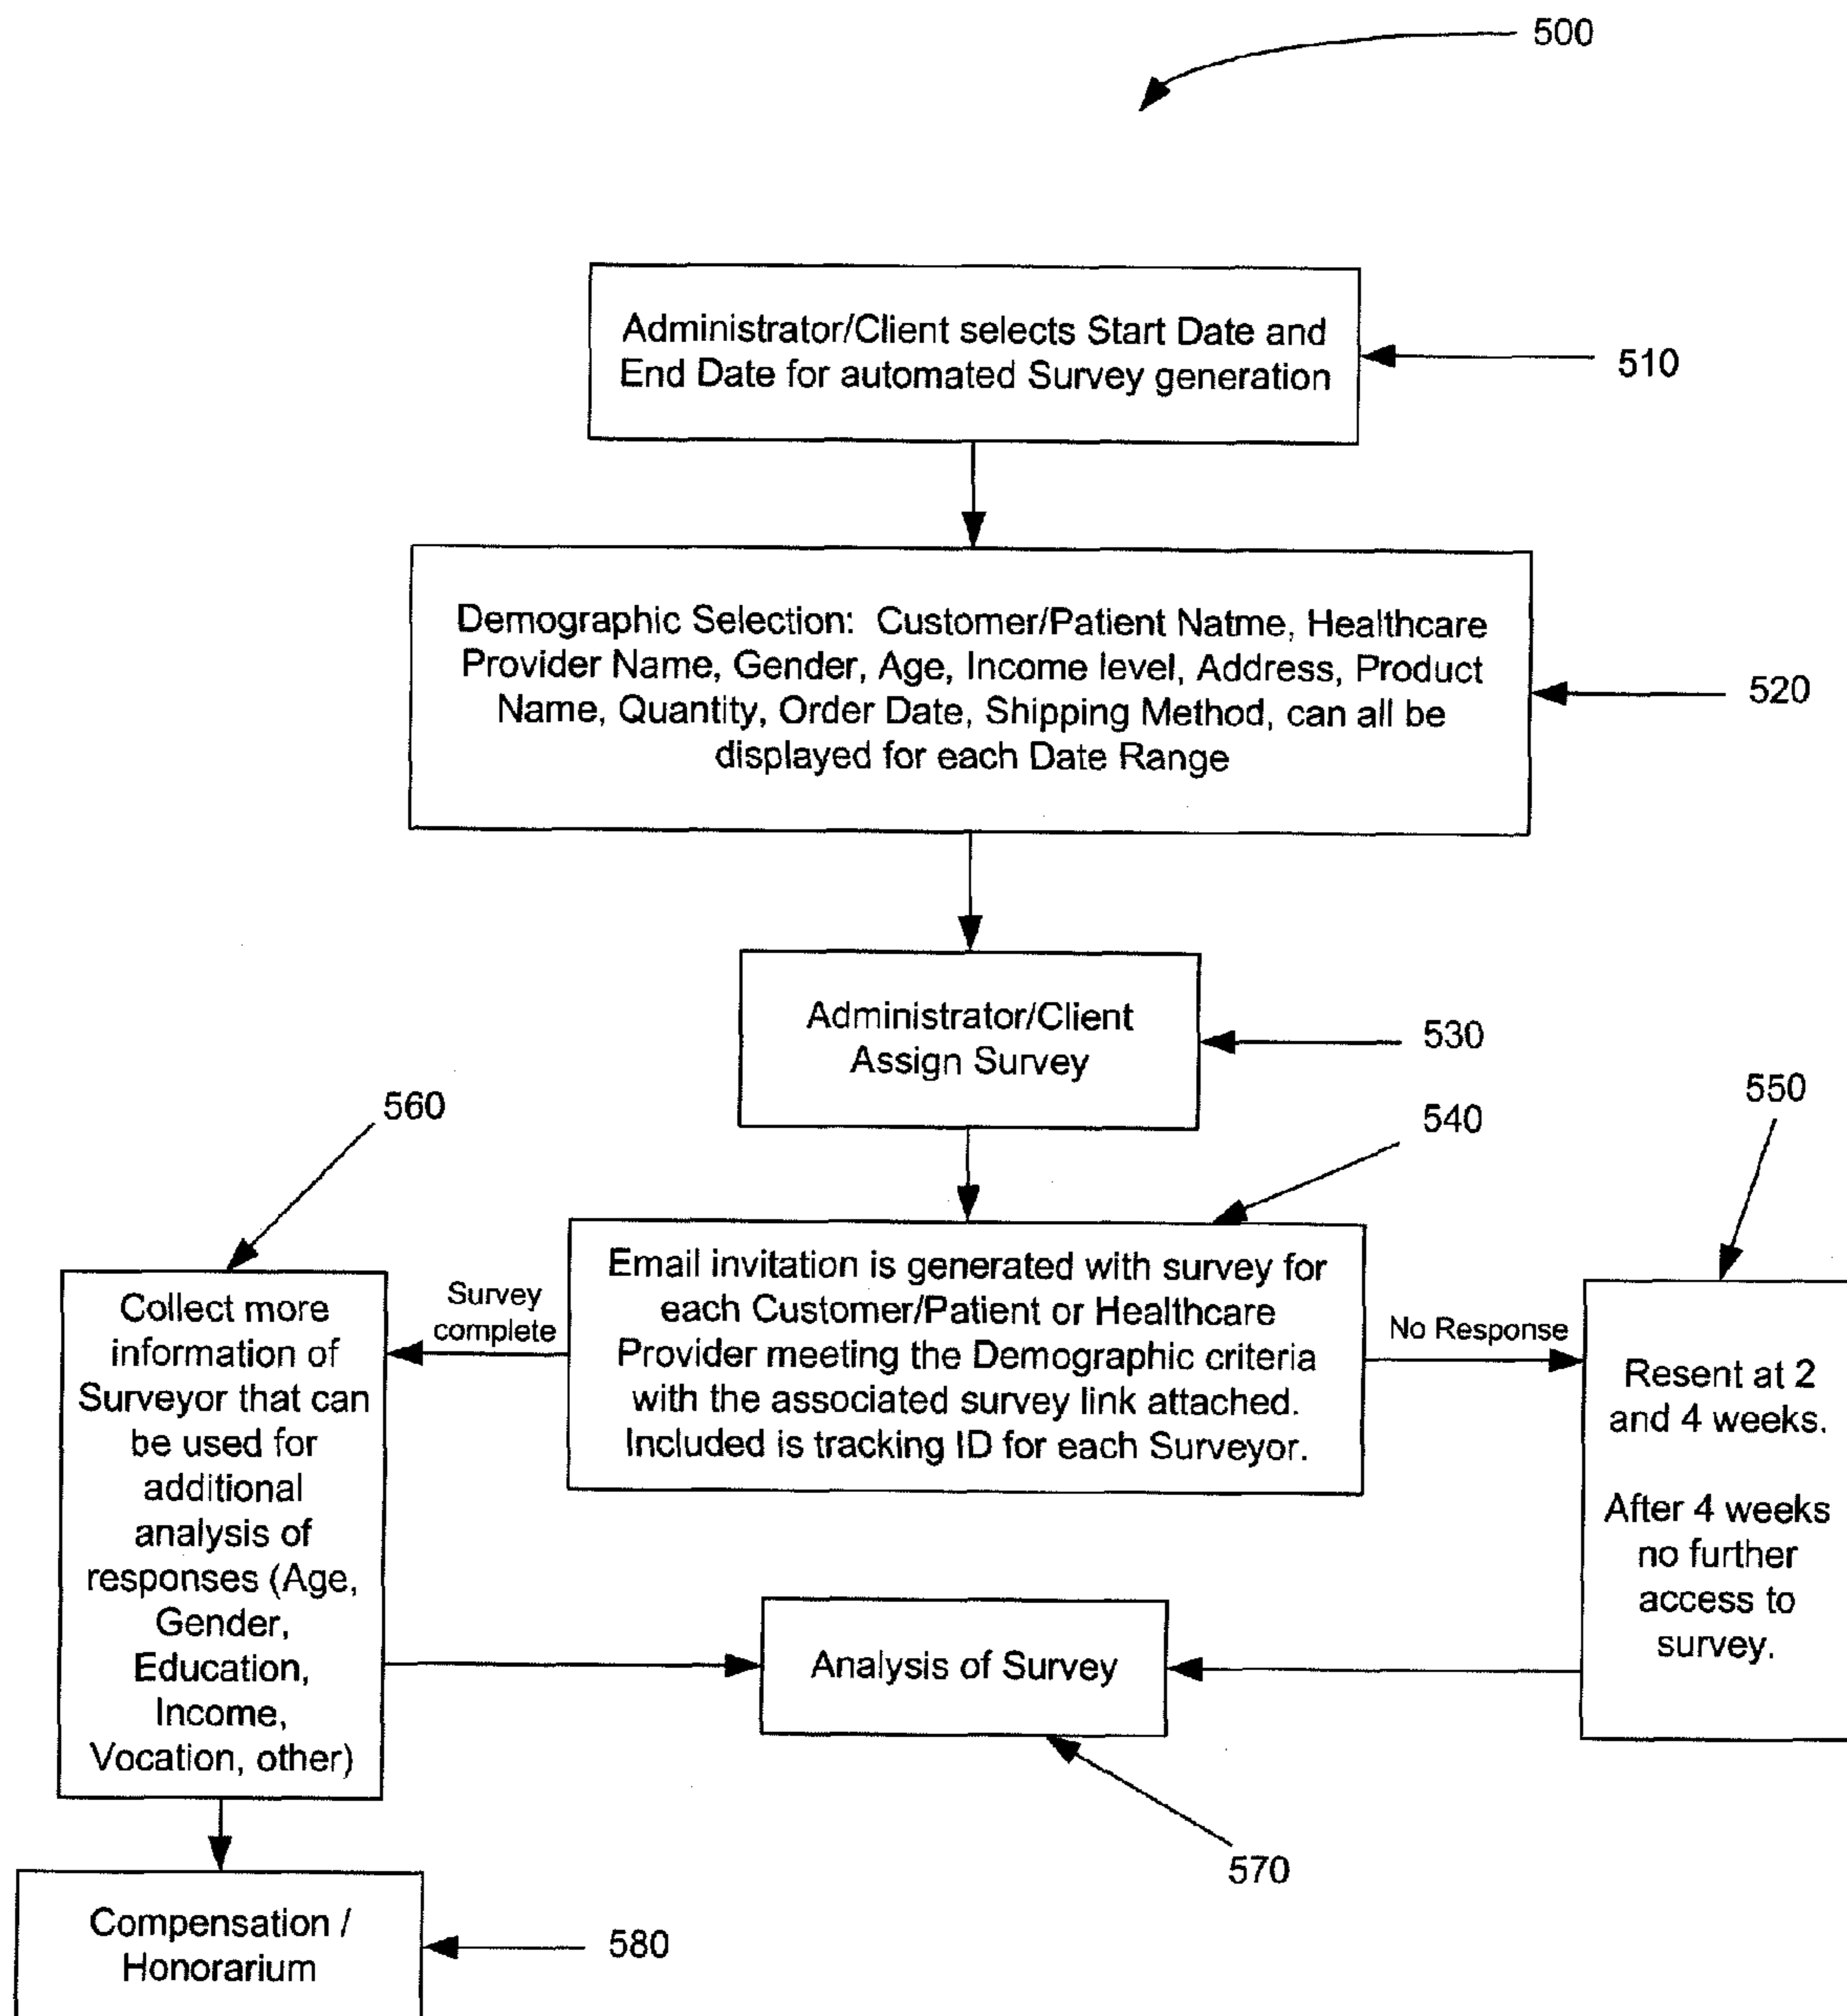 500
Administrator/Client selects Start Date and
End Date for automated Survey generation
510
Demographic Selection: Customer/Patient Natme, Healthcare
Provider Name, Gender, Age, Income level, Address, Product
Name, Quantity, Order Date, Shipping Method, can all be
displayed for each Date Range
520
Administrator/Client
Assign Survey
530
540
Email invitation is generated with survey for
each Customer/Patient or Healthcare
Provider meeting the Demographic criteria
with the associated survey link attached.
Included is tracking ID for each Surveyor.
Survey
complete
No Response
550
Resent at 2
and 4 weeks.
After 4 weeks
no further
access to
survey.
560
Collect more
information of
Surveyor that can
be used for
additional
analysis of
responses (Age,
Gender,
Education,
Income,
Vocation, other)
Analysis of Survey
570
Compensation /
Honorarium
580